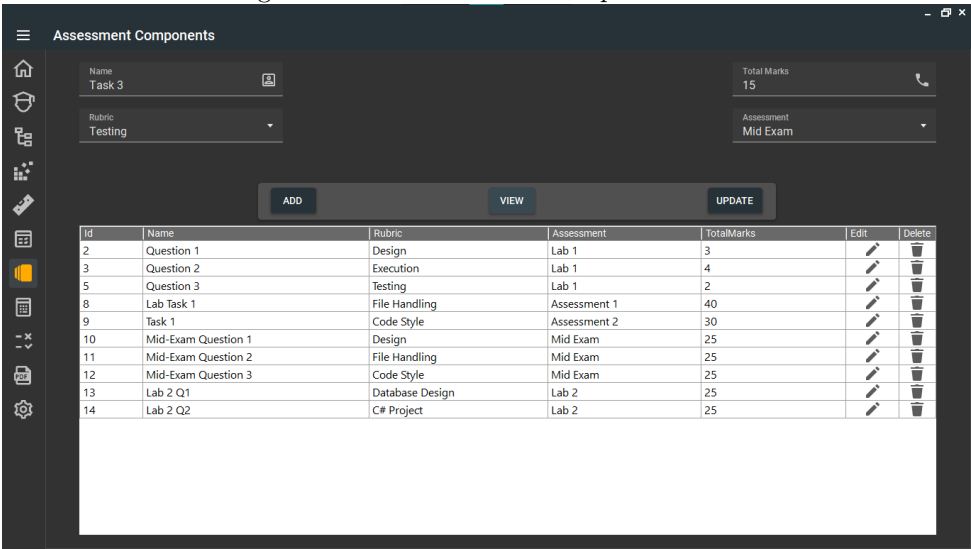 Assessment Components
Name
Task 3
Total Marks
15
Rubric
Testing
Assessment
Mid Exam
ADD VIEW UPDATE
Id Name Rubric Assessment TotalMarks Edit Delete
2 Question 1 Design Lab 1 3
3 Question 2 Execution Lab 1 4
5 Question 3 Testing Lab 1 2
8 Lab Task 1 File Handling Assessment 1 40
9 Task 1 Code Style Assessment 2 30
10 Mid-Exam Question 1 Design Mid Exam 25
11 Mid-Exam Question 2 File Handling Mid Exam 25
12 Mid-Exam Question 3 Code Style Mid Exam 25
13 Lab 2 Q1 Database Design Lab 2 25
14 Lab 2 Q2 C# Project Lab 2 25
PDF